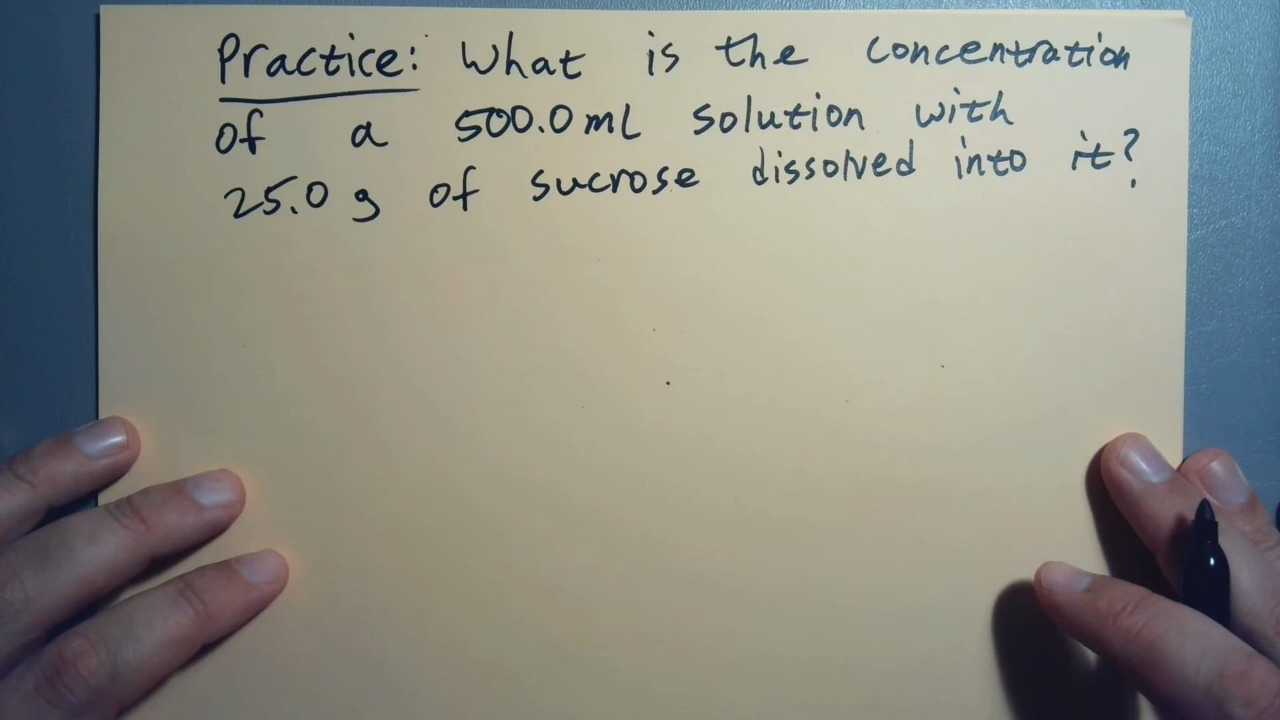 Practice: What is the concentration
of a 500.0 mL solution with
25.0 g of sucrose dissolved into it?